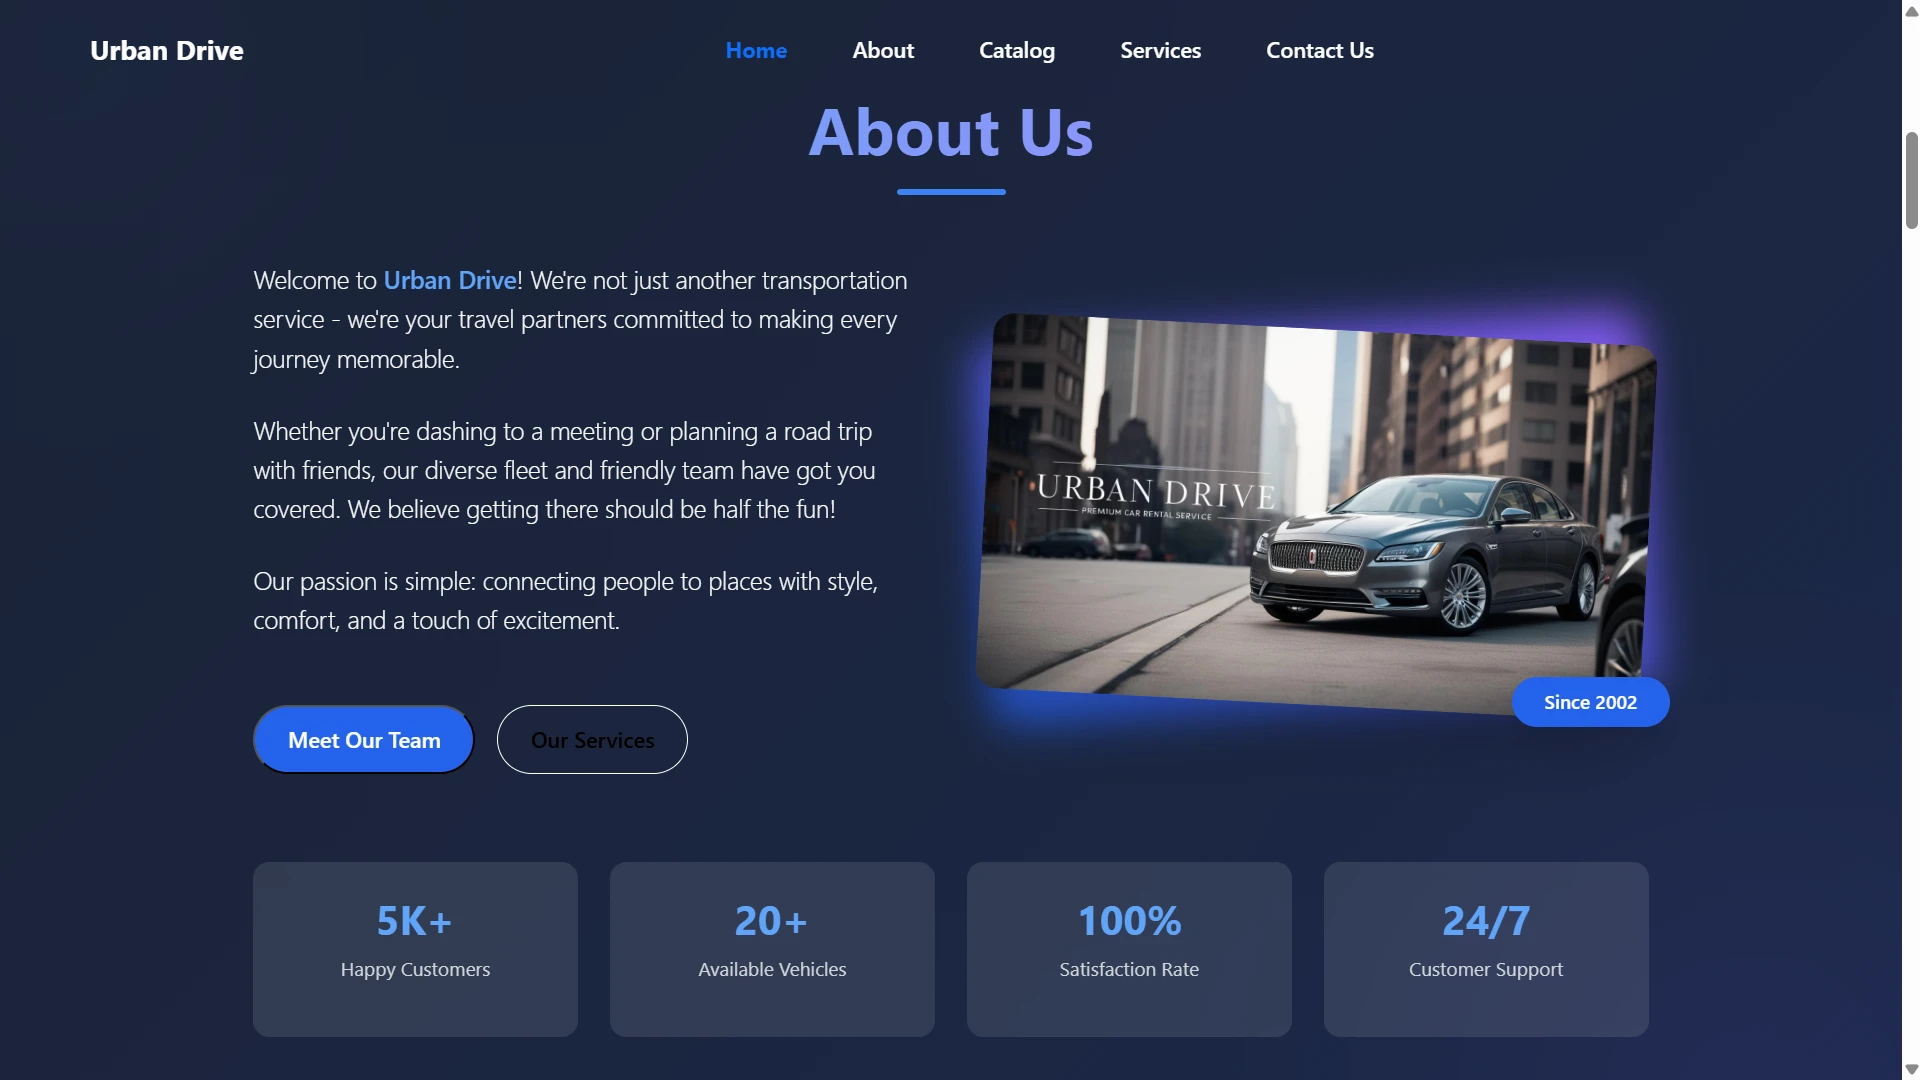 Urban Drive
Home
About
Catalog
Services
Contact Us
About Us
Welcome to Urban Drive! We're not just another transportation
service - we're your travel partners committed to making every
journey memorable.
Whether you're dashing to a meeting or planning a road trip
with friends, our diverse fleet and friendly team have got you
covered. We believe getting there should be half the fun!
Our passion is simple: connecting people to places with style,
comfort, and a touch of excitement.
Meet Our Team
Our Services
URBAN DRIVE
PREMIUM CAR RENTAL SERVICE
Since 2002
5K+
Happy Customers
20+
Available Vehicles
100%
Satisfaction Rate
24/7
Customer Support